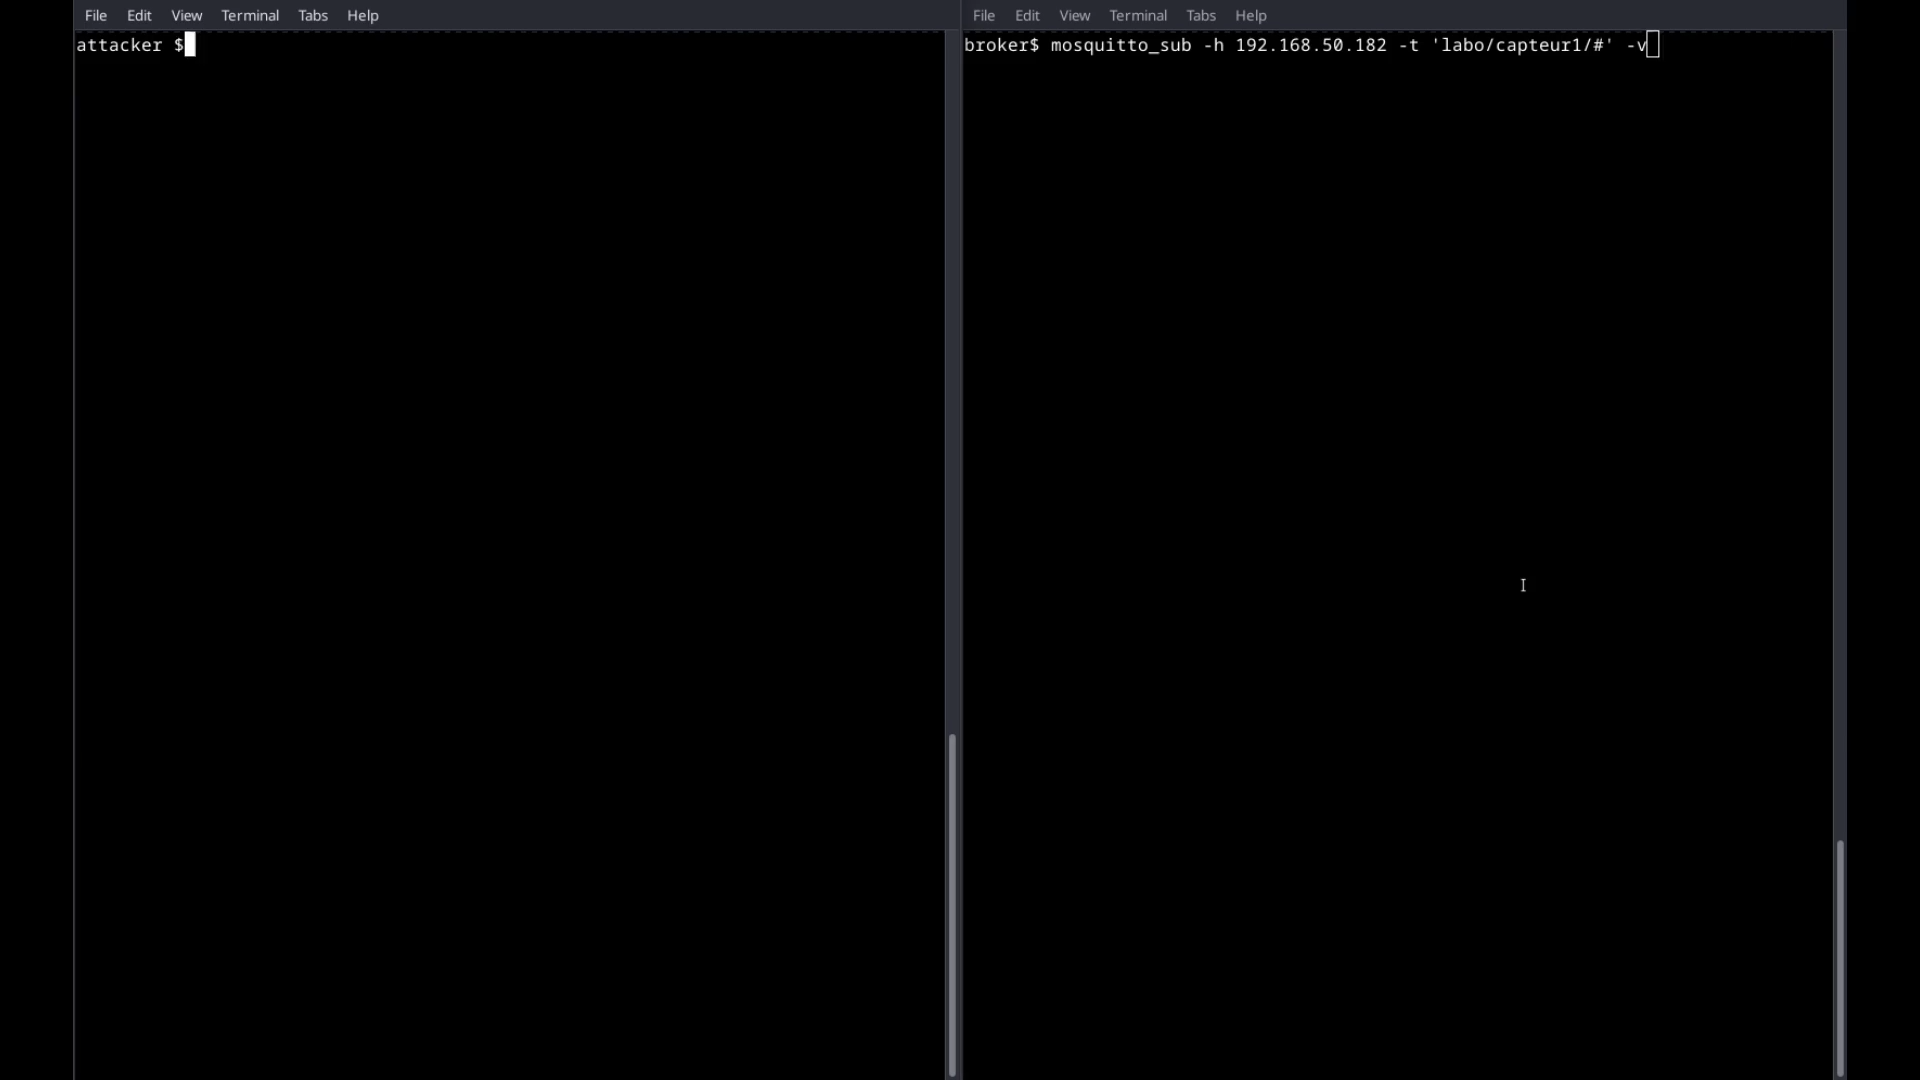 File Edit View Terminal Tabs Help
attacker $
File Edit View Terminal Tabs Help
broker$ mosquitto_sub -h 192.168.50.182 -t 'labo/capteur1/#' -v